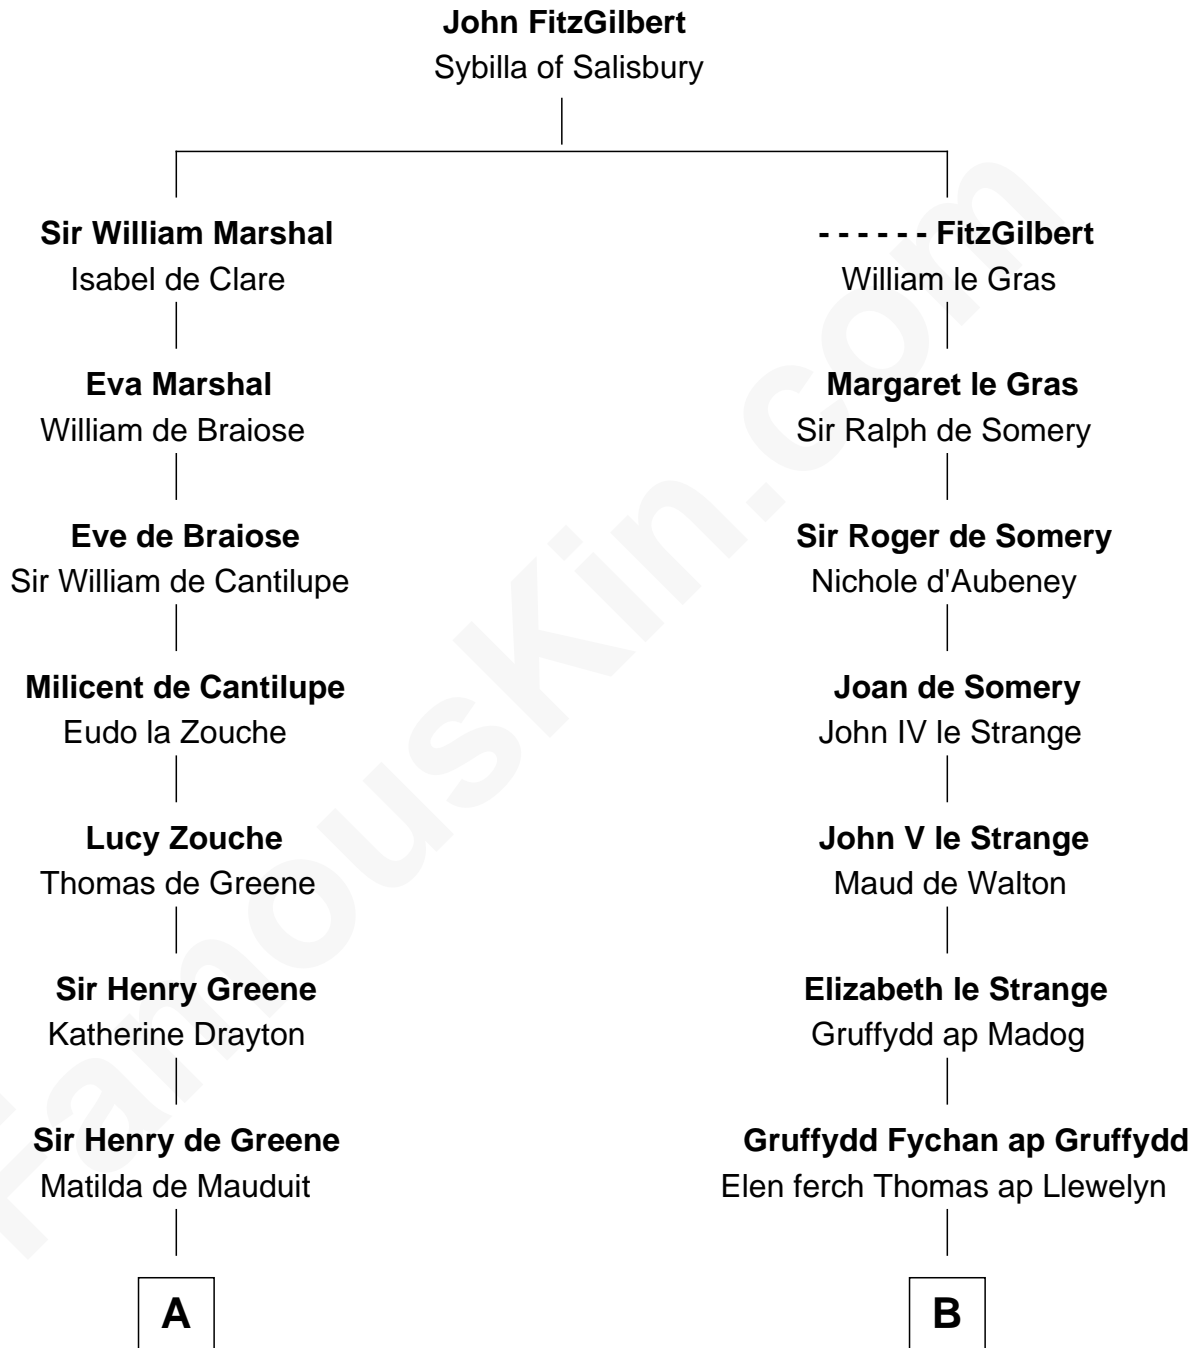 John FitzGilbert
Sybilla of Salisbury
Sir William Marshal
Isabel de Clare
- - - - - - FitzGilbert
William le Gras
Eva Marshal
William de Braiose
Margaret le Gras
Sir Ralph de Somery
Eve de Braiose
Sir William de Cantilupe
Sir Roger de Somery
Nichole d'Aubeney
Milicent de Cantilupe
Eudo la Zouche
Joan de Somery
John IV le Strange
Lucy Zouche
Thomas de Greene
John V le Strange
Maud de Walton
Sir Henry Greene
Katherine Drayton
Elizabeth le Strange
Gruffydd ap Madog
Sir Henry de Greene
Matilda de Mauduit
Gruffydd Fychan ap Gruffydd
Elen ferch Thomas ap Llewelyn
A
B
FamousKin.com